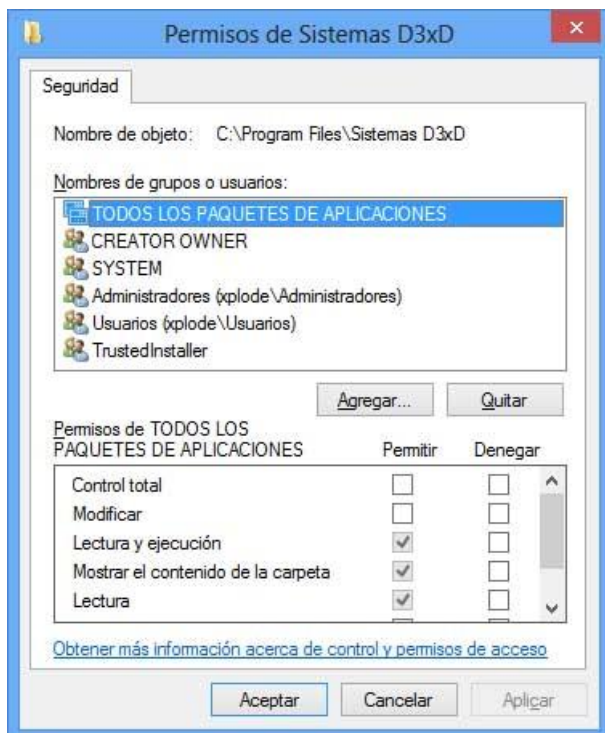 Permisos de Sistemas D3xD
Seguridad
Nombre de objeto: C:\Program Files\Sistemas D3xD
Nombres de grupos o usuarios:
TODOS LOS PAQUETES DE APLICACIONES
CREATOR OWNER
SYSTEM
Administradores (xplode\Administradores)
Usuarios (xplode\Usuarios)
TrustedInstaller
Agregar... Quitar
Permisos de TODOS LOS
PAQUETES DE APLICACIONES Permitir Denegar
Control total
Modificar
Lectura y ejecución
Mostrar el contenido de la carpeta
Lectura
Obtener más información acerca de control y permisos de acceso
Aceptar Cancelar Aplicar